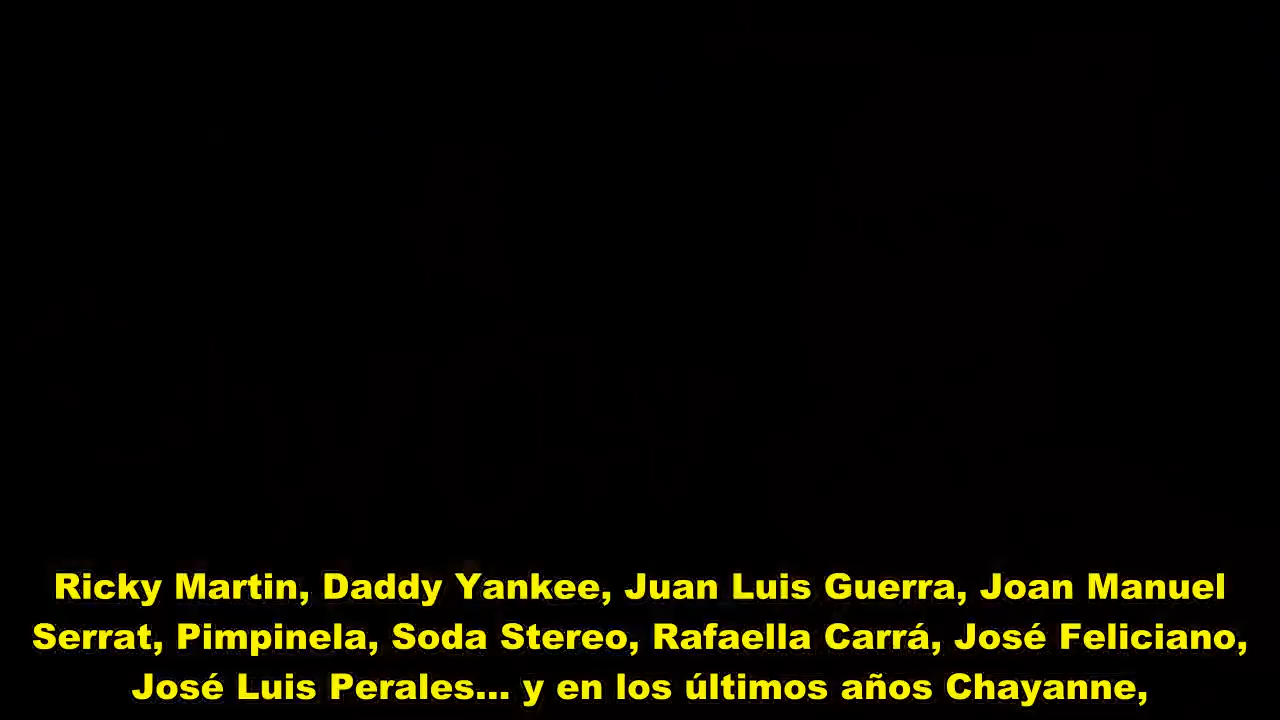 Ricky Martin, Daddy Yankee, Juan Luis Guerra, Joan Manuel
Serrat, Pimpinela, Soda Stereo, Rafaella Carrá, José Feliciano,
José Luis Perales... y en los últimos años Chayanne,